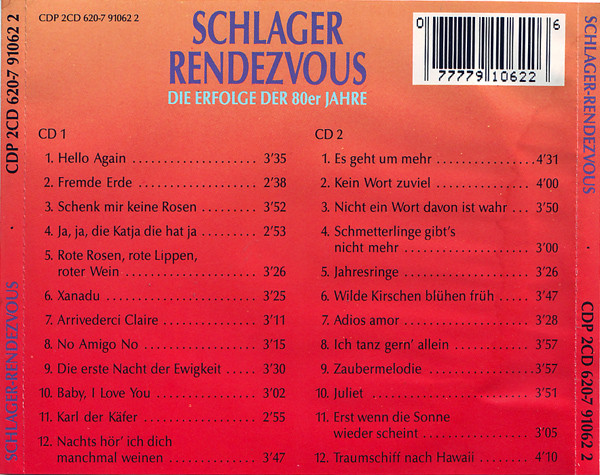 CDP 2CD 620-7 91062 2
SCHLAGER-RENDEZVOUS
CDP 2CD 620-7 91062 2
SCHLAGER
RENDEZVOUS
DIE ERFOLGE DER 80er JAHRE
0 77779 10622 6
CD 1
1. Hello Again ............ 3’35
2. Fremde Erde ............ 2’38
3. Schenk mir keine Rosen ......... 3’52
4. Ja, ja, die Katja die hat ja ......... 2’53
5. Rote Rosen, rote Lippen,
roter Wein ............ 3’26
6. Xanadu ............ 3’25
7. Arrivederci Claire ............ 3’11
8. No Amigo No ............ 3’15
9. Die erste Nacht der Ewigkeit ... 3’30
10. Baby, I Love You ............ 3’02
11. Karl der Käfer ............ 2’55
12. Nachts hör’ ich dich
manchmal weinen ............ 3’47
CD 2
1. Es geht um mehr ............ 4’31
2. Kein Wort zuviel ............ 4’00
3. Nicht ein Wort davon ist wahr ... 3’50
4. Schmetterlinge gibt’s
nicht mehr ............ 3’00
5. Jahresringe ............ 3’26
6. Wilde Kirschen blühen früh ... 3’47
7. Adios amor ............ 3’28
8. Ich tanz gern’ allein ............ 3’57
9. Zaubermelodie ............ 3’57
10. Juliet ............ 3’51
11. Erst wenn die Sonne
wieder scheint ............ 3’05
12. Traumschiff nach Hawaii ......... 4’10
SCHLAGER-RENDEZVOUS
CDP 2CD 620-7 91062 2